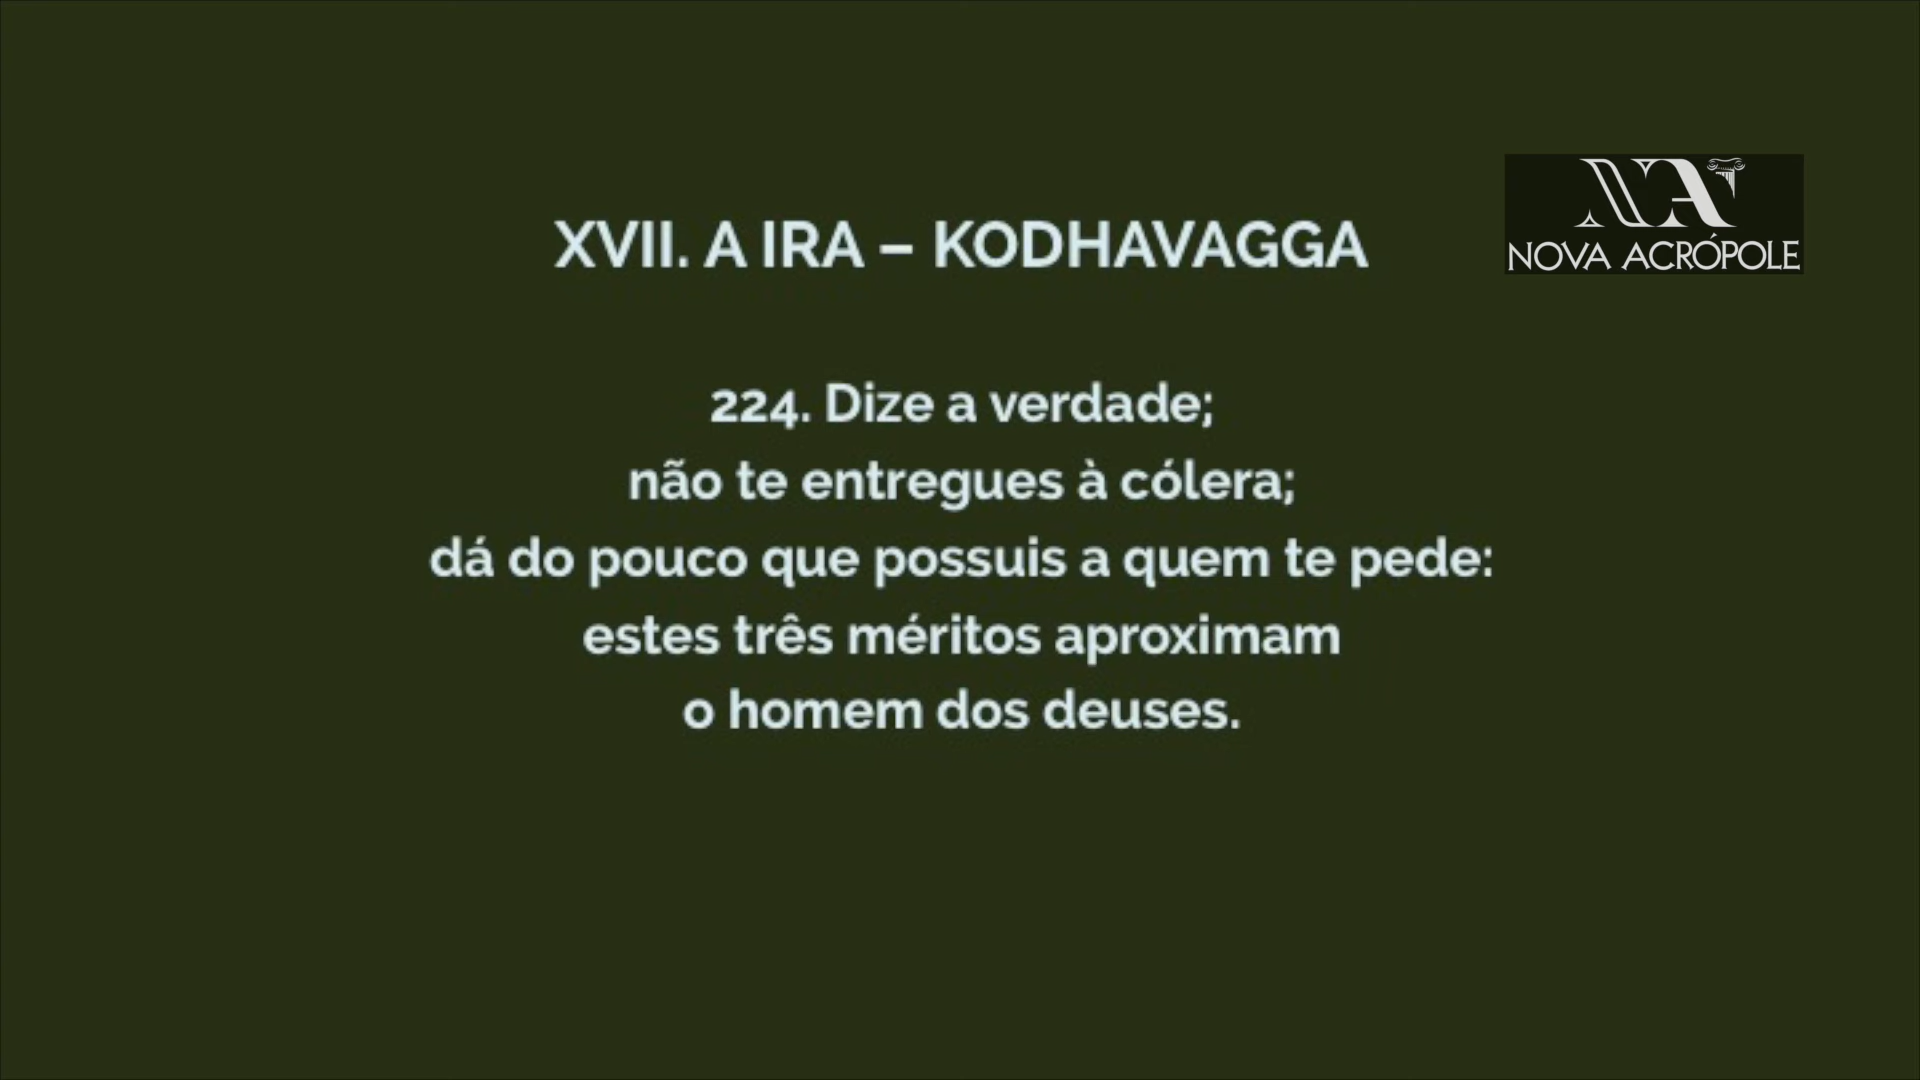 XVII. A IRA – KODHAVAGGA
NOVA ACRÓPOLE
224. Dize a verdade;
não te entregues à cólera;
dá do pouco que possuis a quem te pede:
estes três méritos aproximam
o homem dos deuses.